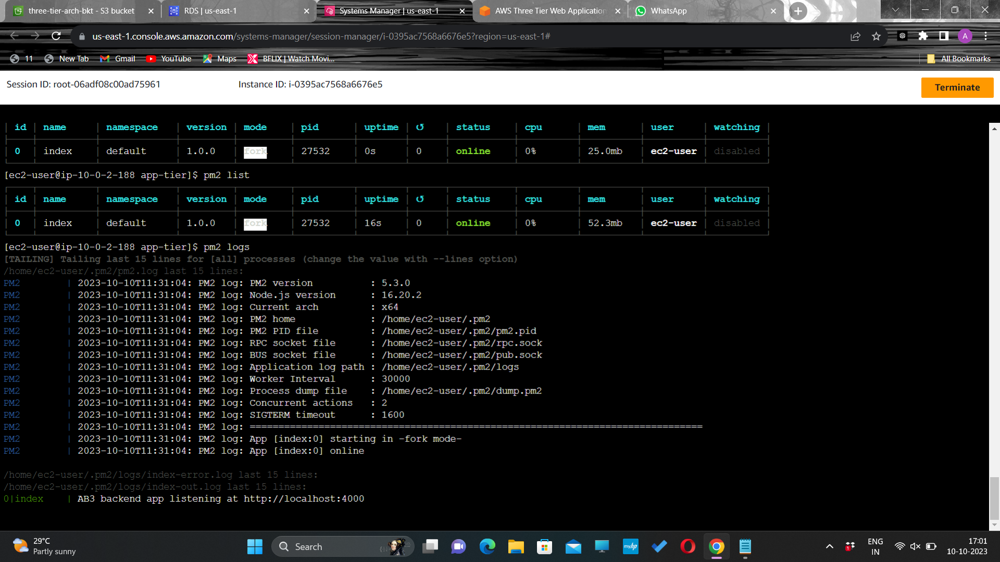 three-tier-arch-bkt - S3 bucket
RDS | us-east-1
Systems Manager | us-east-1
AWS Three Tier Web Application
WhatsApp
us-east-1.console.aws.amazon.com/systems-manager/session-manager/i-0395ac7568a6676e5?region=us-east-1#
A
11
New Tab
Gmail
YouTube
Maps
BFLIX | Watch Movi...
All Bookmarks
Session ID: root-06adf08c00ad75961
Instance ID: i-0395ac7568a6676e5
Terminate
id name namespace version mode pid uptime ↺ status cpu mem user watching
0 index default 1.0.0 fork 27532 0s 0 online 0% 25.0mb ec2-user disabled
[ec2-user@ip-10-0-2-188 app-tier]$ pm2 list
id name namespace version mode pid uptime ↺ status cpu mem user watching
0 index default 1.0.0 fork 27532 16s 0 online 0% 52.3mb ec2-user disabled
[ec2-user@ip-10-0-2-188 app-tier]$ pm2 logs
[TAILING] Tailing last 15 lines for [all] processes (change the value with --lines option)
/home/ec2-user/.pm2/pm2.log last 15 lines:
PM2 | 2023-10-10T11:31:04: PM2 log: PM2 version : 5.3.0
PM2 | 2023-10-10T11:31:04: PM2 log: Node.js version : 16.20.2
PM2 | 2023-10-10T11:31:04: PM2 log: Current arch : x64
PM2 | 2023-10-10T11:31:04: PM2 log: PM2 home : /home/ec2-user/.pm2
PM2 | 2023-10-10T11:31:04: PM2 log: PM2 PID file : /home/ec2-user/.pm2/pm2.pid
PM2 | 2023-10-10T11:31:04: PM2 log: RPC socket file : /home/ec2-user/.pm2/rpc.sock
PM2 | 2023-10-10T11:31:04: PM2 log: BUS socket file : /home/ec2-user/.pm2/pub.sock
PM2 | 2023-10-10T11:31:04: PM2 log: Application log path : /home/ec2-user/.pm2/logs
PM2 | 2023-10-10T11:31:04: PM2 log: Worker Interval : 30000
PM2 | 2023-10-10T11:31:04: PM2 log: Process dump file : /home/ec2-user/.pm2/dump.pm2
PM2 | 2023-10-10T11:31:04: PM2 log: Concurrent actions : 2
PM2 | 2023-10-10T11:31:04: PM2 log: SIGTERM timeout : 1600
PM2 | 2023-10-10T11:31:04: PM2 log: ===============================================================================
PM2 | 2023-10-10T11:31:04: PM2 log: App [index:0] starting in -fork mode-
PM2 | 2023-10-10T11:31:04: PM2 log: App [index:0] online
/home/ec2-user/.pm2/logs/index-error.log last 15 lines:
/home/ec2-user/.pm2/logs/index-out.log last 15 lines:
0|index | AB3 backend app listening at http://localhost:4000
29°C
Partly sunny
Search
myhp
1
ENG
IN
17:01
10-10-2023